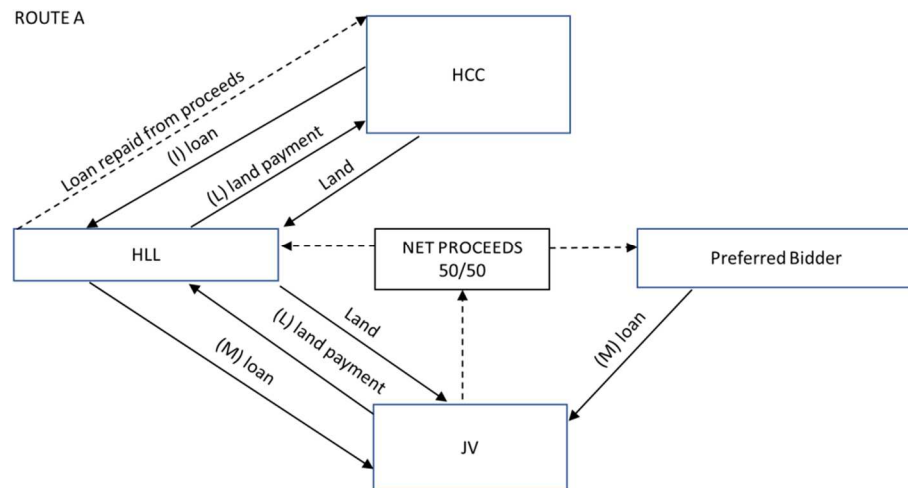 ROUTE A
HCC
Loan repaid from proceeds
(I) loan
(L) land payment
Land
HLL
NET PROCEEDS
50/50
Preferred Bidder
(M) loan
(L) land payment
Land
(M) loan
JV